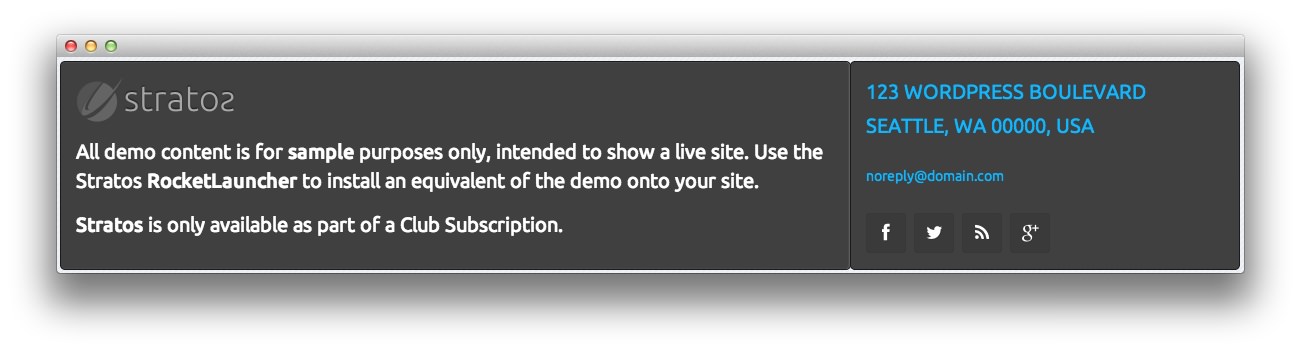 stratos
All demo content is for sample purposes only, intended to show a live site. Use the
Stratos RocketLauncher to install an equivalent of the demo onto your site.
Stratos is only available as part of a Club Subscription.
123 WORDPRESS BOULEVARD
SEATTLE, WA 00000, USA
noreply@domain.com
f
g+